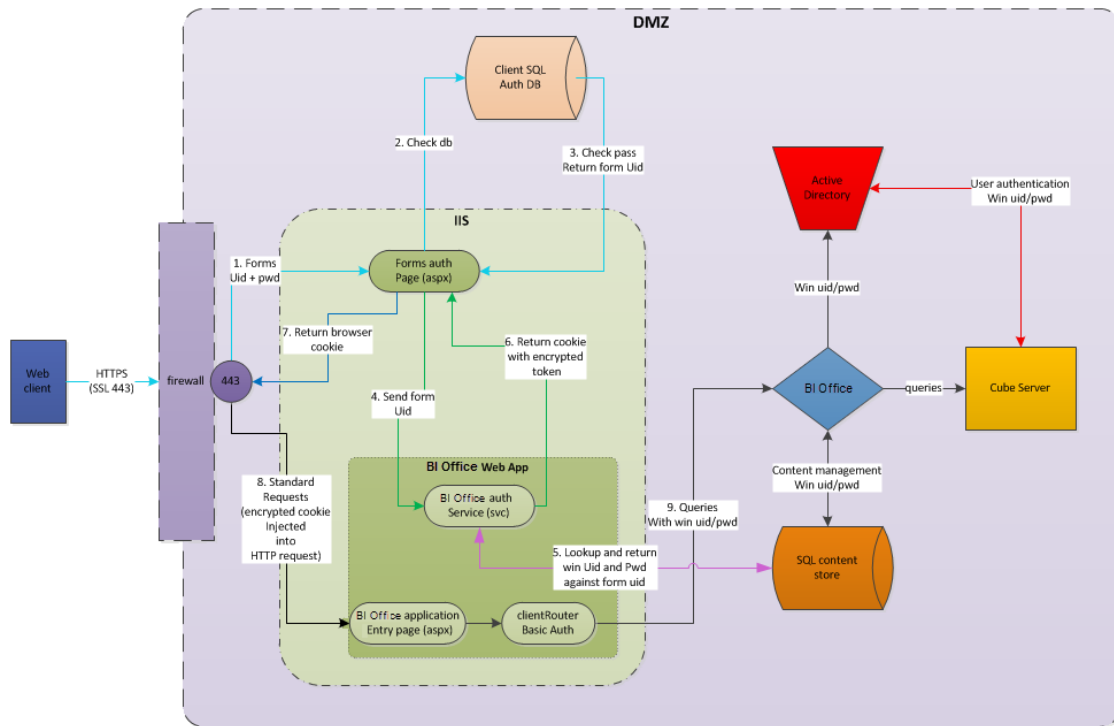 DMZ
Client SQL
Auth DB
2. Check db
3. Check pass
Return form Uid
Active
Directory
User authentication
Win uid/pwd
IIS
1. Forms
Uid + pwd
Forms auth
Page (aspx)
Win uid/pwd
7. Return browser
cookie
6. Return cookie
with encrypted
token
Web
client
HTTPS
(SSL 443)
firewall
443
4. Send form
Uid
BI Office
queries
Cube Server
BI Office Web App
Content management
Win uid/pwd
8. Standard
Requests
(encrypted cookie
Injected
into
HTTP request)
BI Office auth
Service (svc)
9. Queries
With win uid/pwd
5. Lookup and return
win Uid and Pwd
against form uid
SQL content
store
BI Office application
Entry page (aspx)
clientRouter
Basic Auth